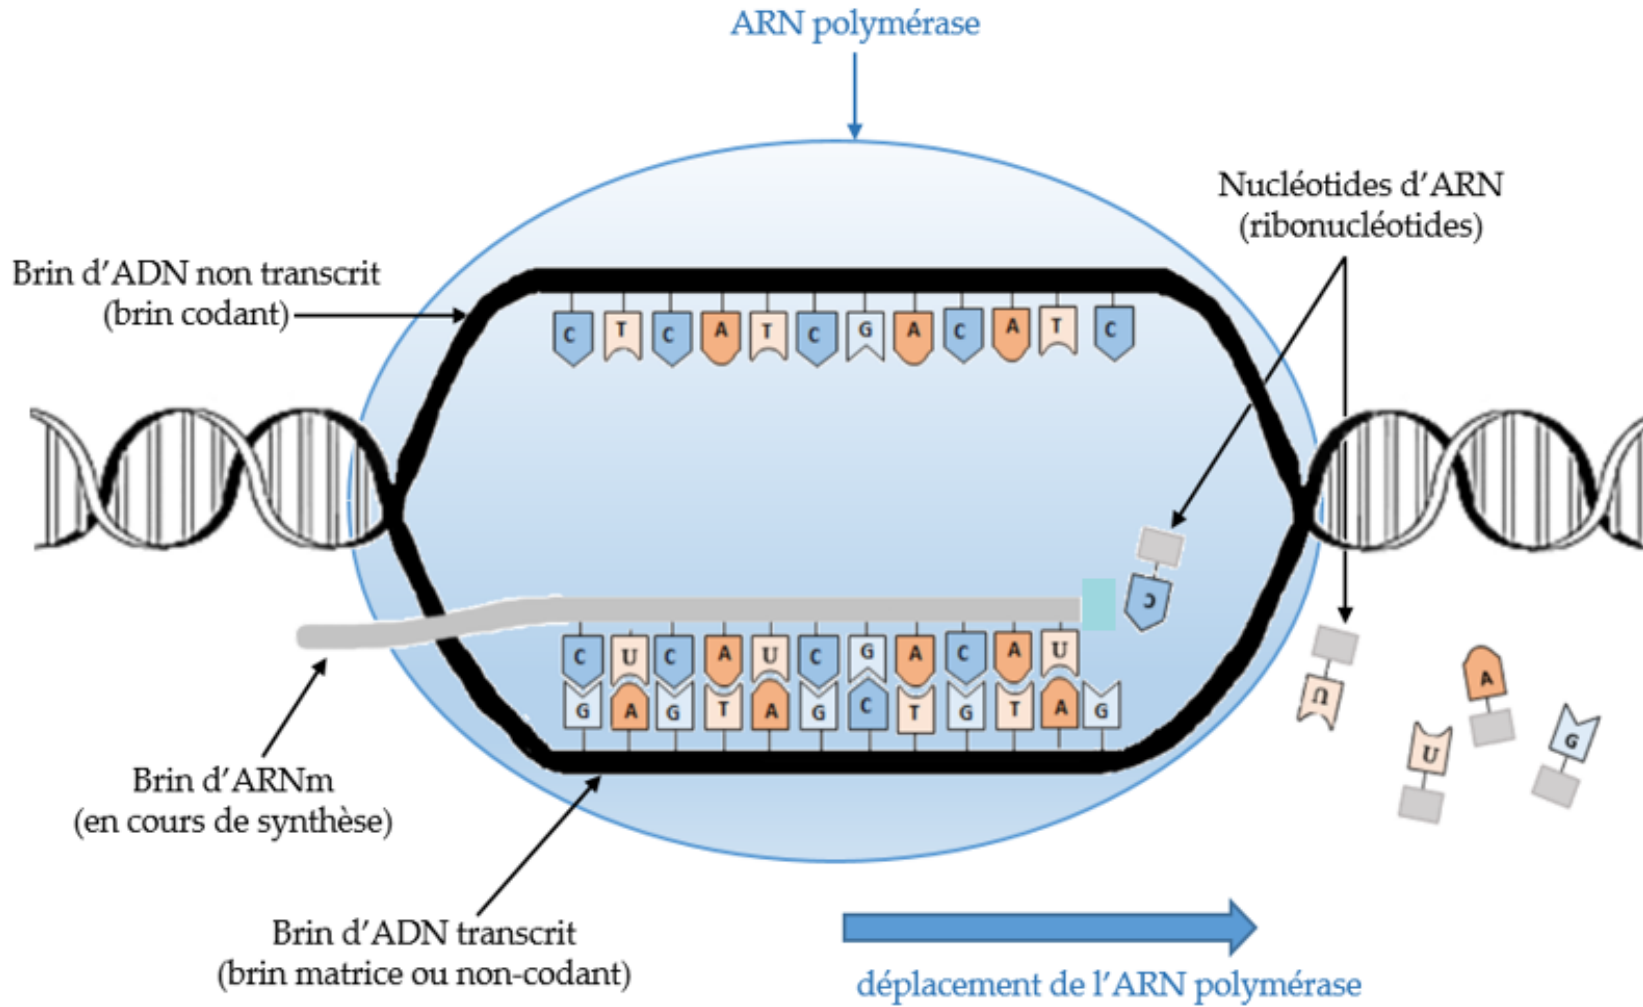 ARN polymérase
Nucléotides d'ARN
(ribonucléotides)
Brin d'ADN non transcrit
(brin codant)
C T C A T C G A C A T C
C
C U C A U C G A C A U
G A G T A G C T G T A G
U
A
U
G
Brin d'ARNm
(en cours de synthèse)
Brin d'ADN transcrit
(brin matrice ou non-codant)
déplacement de l'ARN polymérase